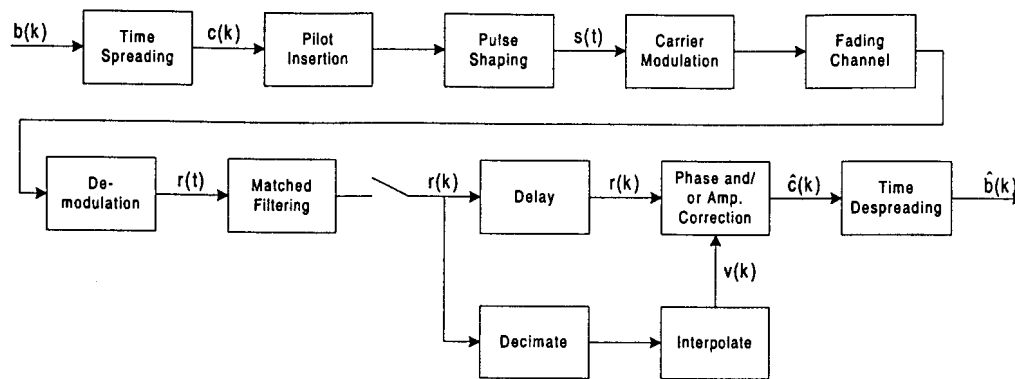 b(k)
Time
Spreading
c(k)
Pilot
Insertion
Pulse
Shaping
s(t)
Carrier
Modulation
Fading
Channel
De-
modulation
r(t)
Matched
Filtering
r(k)
Delay
r(k)
Phase and/
or Amp.
Correction
ĉ(k)
Time
Despreading
b̂(k)
v(k)
Decimate
Interpolate